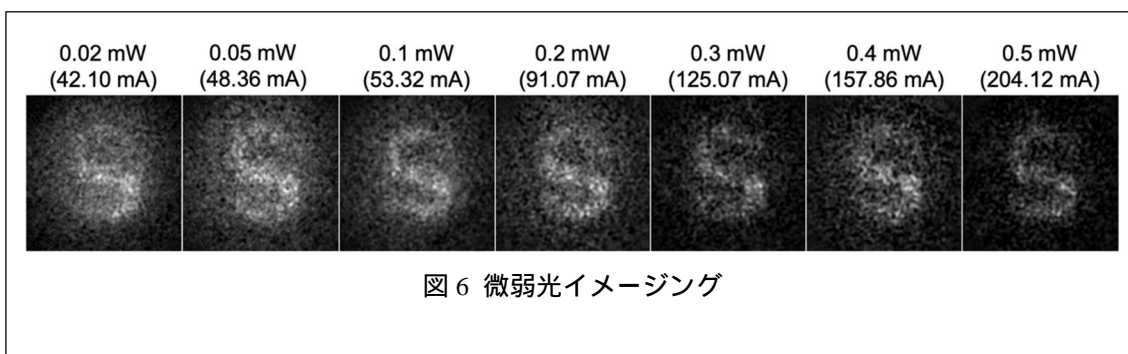 0.02 mW 0.05 mW 0.1 mW 0.2 mW 0.3 mW 0.4 mW 0.5 mW
(42.10 mA) (48.36 mA) (53.32 mA) (91.07 mA) (125.07 mA) (157.86 mA) (204.12 mA)
S S S S S S S
図 6 微弱光イメージング